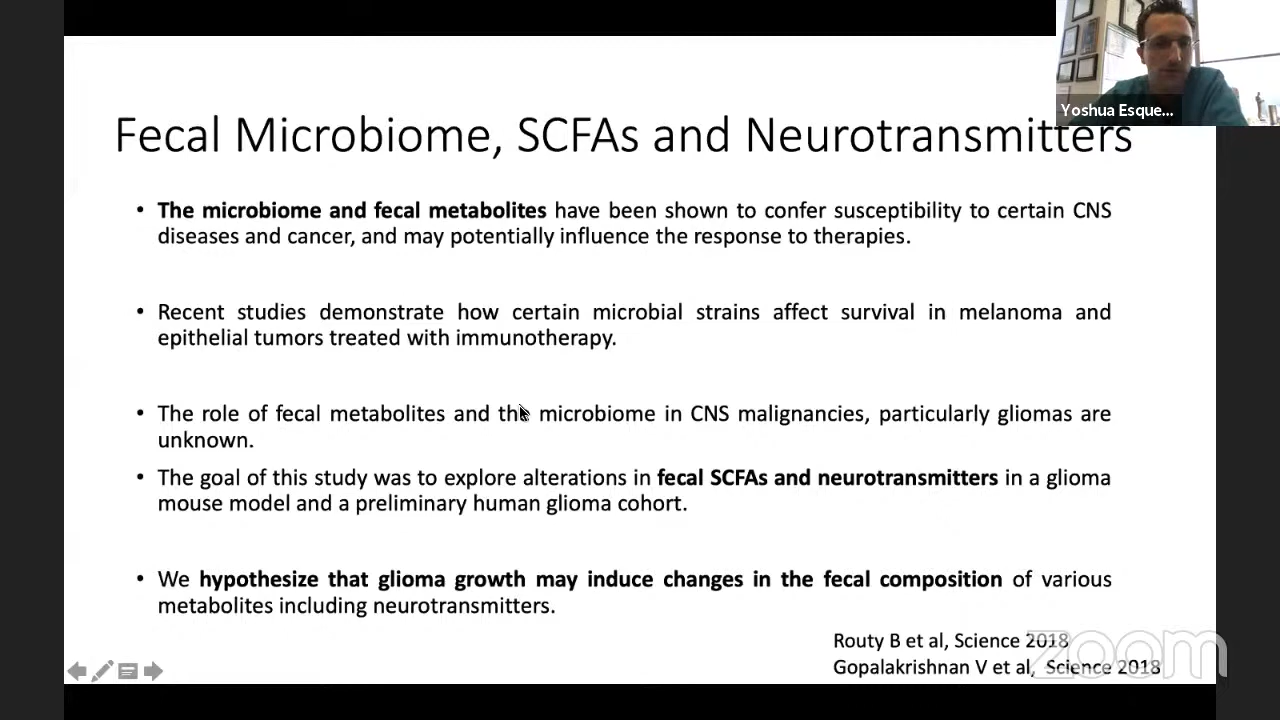 Yoshua Esque...
Fecal Microbiome, SCFAs and Neurotransmitters
• The microbiome and fecal metabolites have been shown to confer susceptibility to certain CNS
diseases and cancer, and may potentially influence the response to therapies.
• Recent studies demonstrate how certain microbial strains affect survival in melanoma and
epithelial tumors treated with immunotherapy.
• The role of fecal metabolites and the microbiome in CNS malignancies, particularly gliomas are
unknown.
• The goal of this study was to explore alterations in fecal SCFAs and neurotransmitters in a glioma
mouse model and a preliminary human glioma cohort.
• We hypothesize that glioma growth may induce changes in the fecal composition of various
metabolites including neurotransmitters.
Routy B et al, Science 2018
Gopalakrishnan V et al, Science 2018
zoom